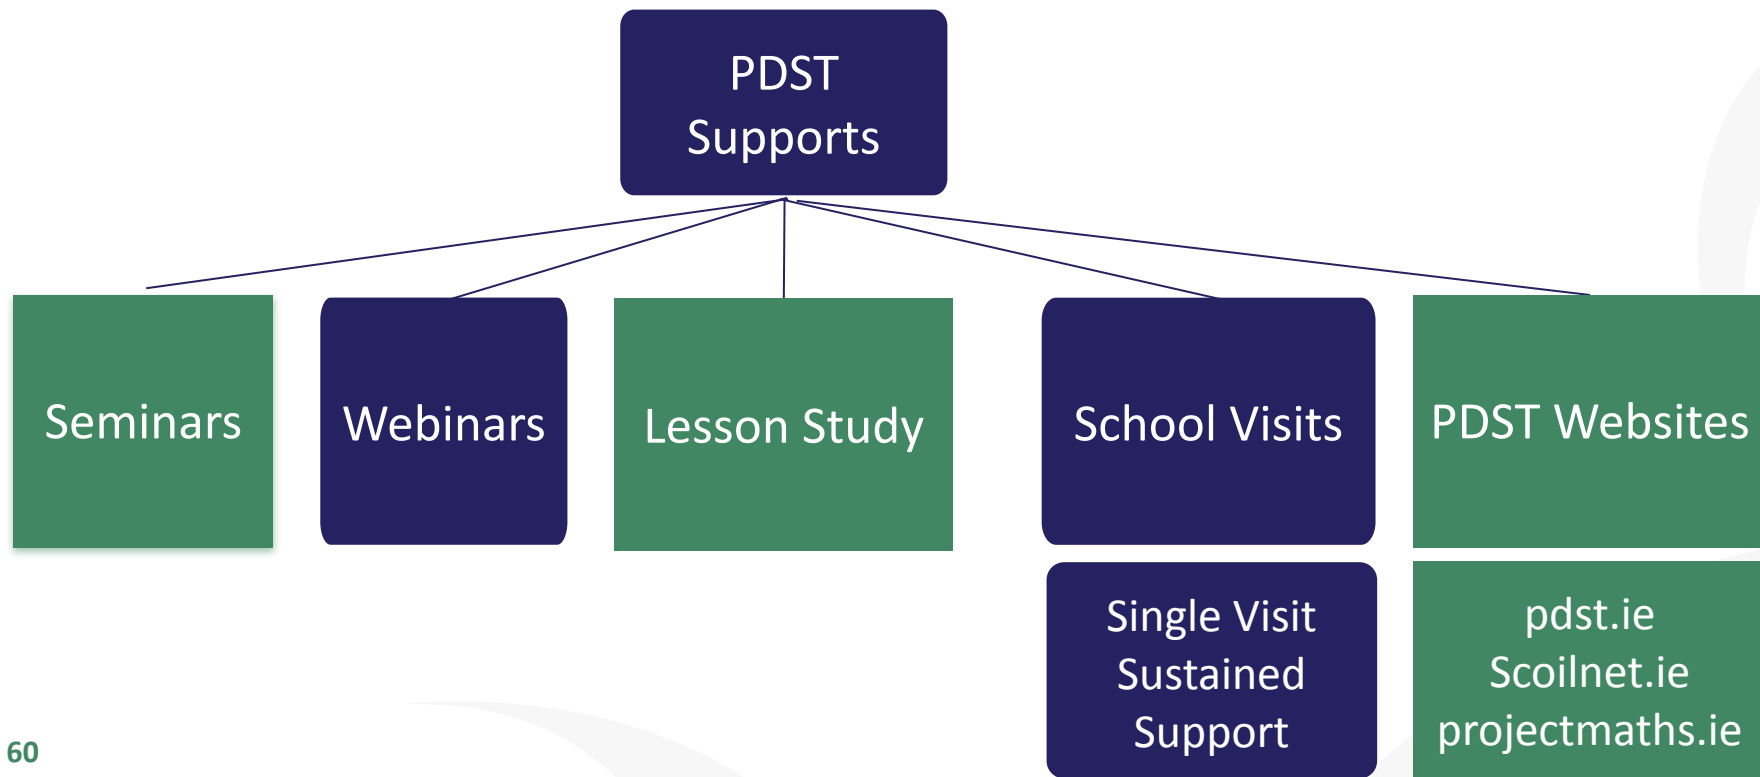 PDST
Supports
Seminars
Webinars
Lesson Study
School Visits
PDST Websites
Single Visit
Sustained
Support
pdst.ie
Scoilnet.ie
projectmaths.ie
60